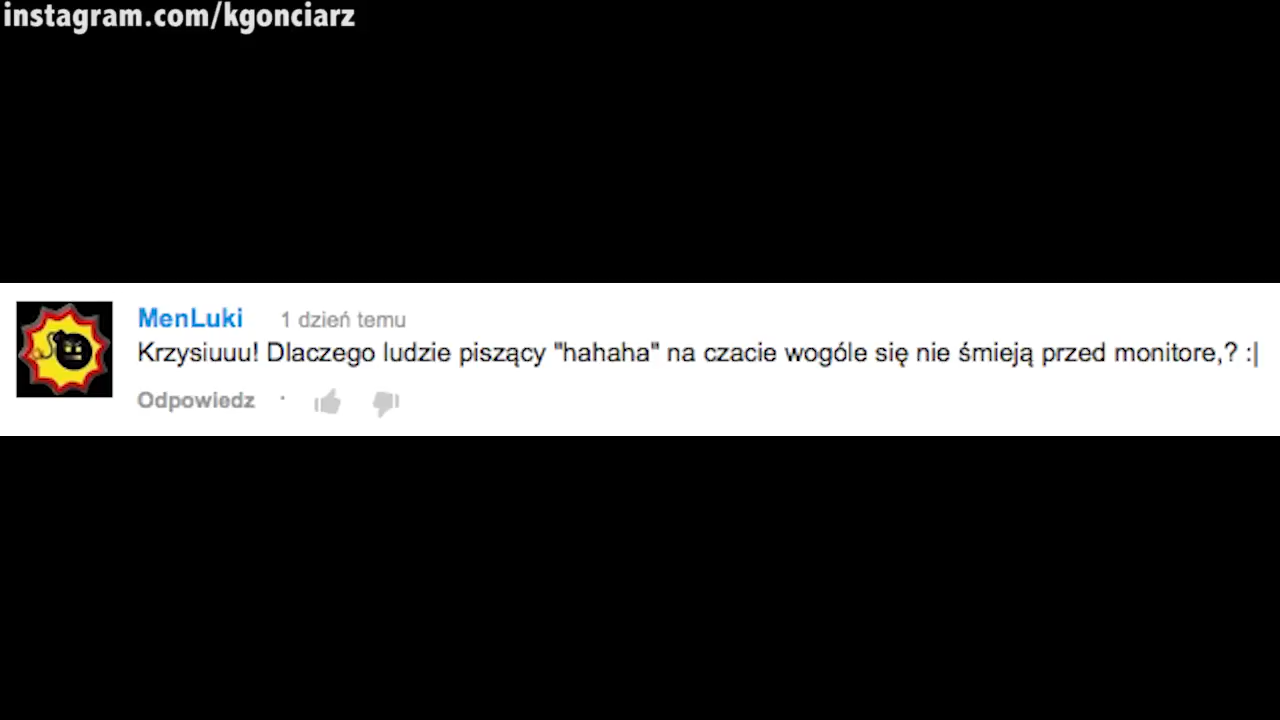 instagram.com/kgonciarz
MenLuki 1 dzień temu
Krzysiuuu! Dlaczego ludzie piszący "hahaha" na czacie wogóle się nie śmieją przed monitore,? :|
Odpowiedz ·